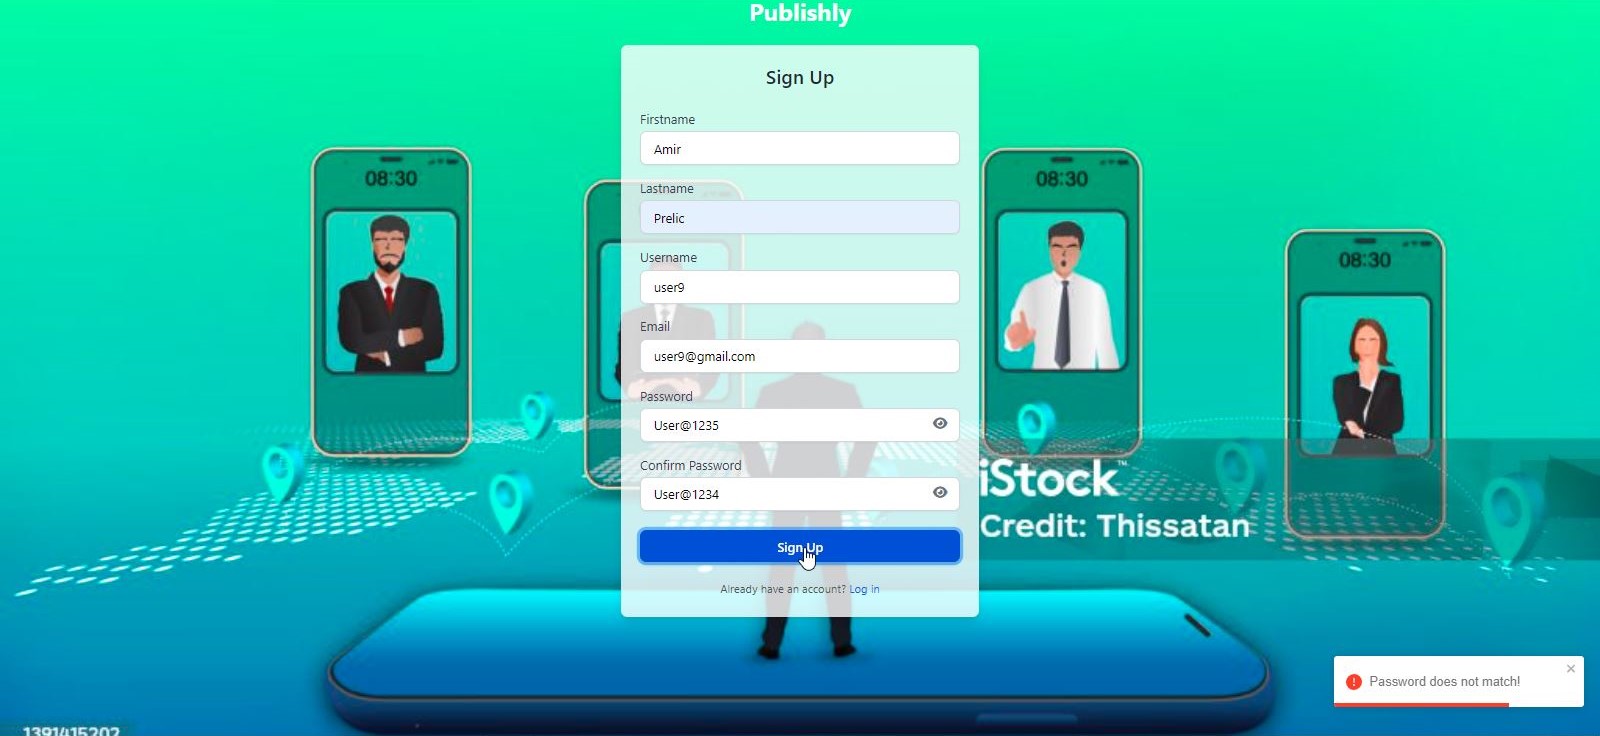 Publishly
Sign Up
Firstname
Amir
Lastname
Prelic
Username
user9
Email
user9@gmail.com
Password
User@1235
Confirm Password
User@1234
Sign Up
Already have an account? Log in
08:30
08:30
08:30
iStock™
Credit: Thissatan
Password does not match!
1391415202